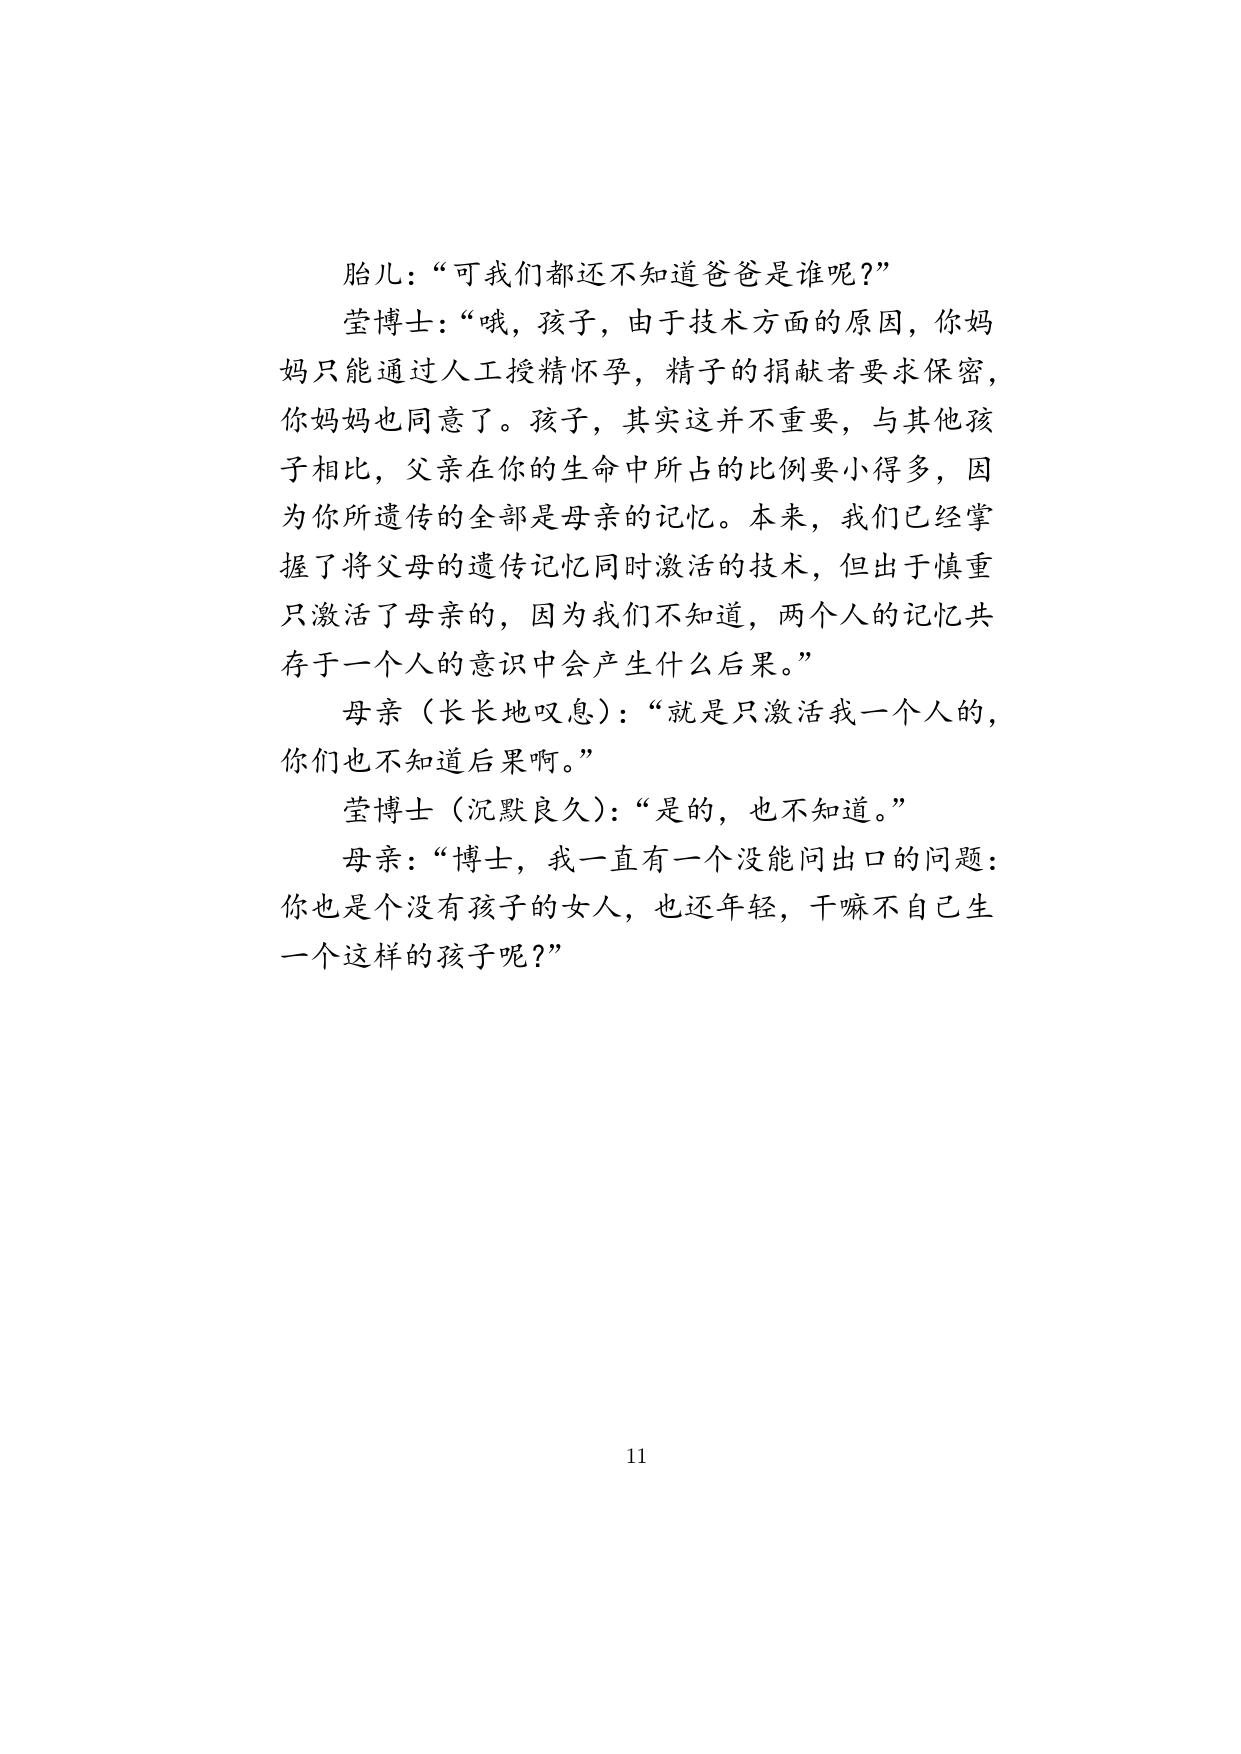 胎儿：“可我们都还不知道爸爸是谁呢？”
莹博士：“哦，孩子，由于技术方面的原因，你妈
妈只能通过人工授精怀孕，精子的捐献者要求保密，
你妈妈也同意了。孩子，其实这并不重要，与其他孩
子相比，父亲在你的生命中所占的比例要小得多，因
为你所遗传的全部是母亲的记忆。本来，我们已经掌
握了将父母的遗传记忆同时激活的技术，但出于慎重
只激活了母亲的，因为我们不知道，两个人的记忆共
存于一个人的意识中会产生什么后果。”
母亲（长长地叹息）：“就是只激活我一个人的，
你们也不知道后果啊。”
莹博士（沉默良久）：“是的，也不知道。”
母亲：“博士，我一直有一个没能问出口的问题：
你也是个没有孩子的女人，也还年轻，干嘛不自己生
一个这样的孩子呢？”
11